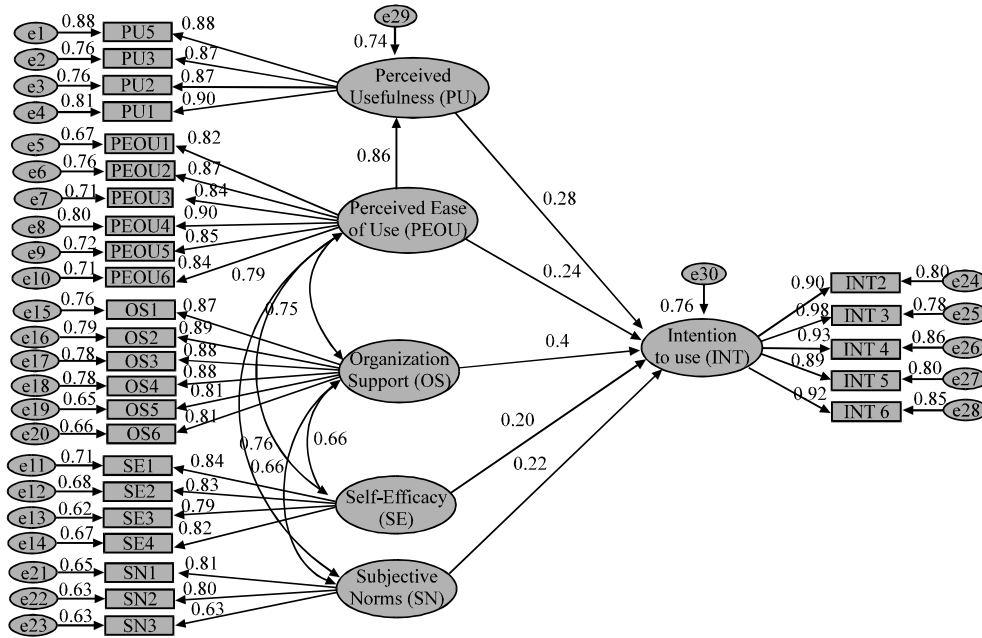 e29
0.74
e1 0.88 PU5 0.88
e2 0.76 PU3 0.87
e3 0.76 PU2 0.87
e4 0.81 PU1 0.90
Perceived
Usefulness (PU)
0.86
0.28
e5 0.67 PEOU1 0.82
e6 0.76 PEOU2 0.87
e7 0.71 PEOU3 0.84
e8 0.80 PEOU4 0.90
e9 0.72 PEOU5 0.85
e10 0.71 PEOU6 0.84
Perceived Ease
of Use (PEOU)
0..24
0.79
0.75
e15 0.76 OS1 0.87
e16 0.79 OS2 0.89
e17 0.78 OS3 0.88
e18 0.78 OS4 0.88
e19 0.65 OS5 0.81
e20 0.66 OS6 0.81
Organization
Support (OS)
0.4
e30
0.76
Intention
to use (INT)
0.90 INT2 0.80 e24
0.98 INT 3 0.78 e25
0.93 INT 4 0.86 e26
0.89 INT 5 0.80 e27
0.92 INT 6 0.85 e28
0.76
0.66
0.66
0.20
0.22
e11 0.71 SE1 0.84
e12 0.68 SE2 0.83
e13 0.62 SE3 0.79
e14 0.67 SE4 0.82
Self-Efficacy
(SE)
e21 0.65 SN1 0.81
e22 0.63 SN2 0.80
e23 0.63 SN3 0.63
Subjective
Norms (SN)